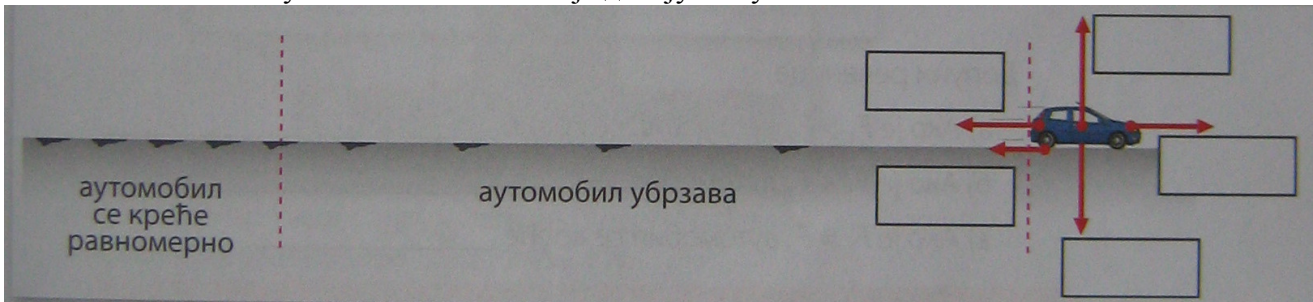 аутомобил
се креће
равномерно
аутомобил убрзава